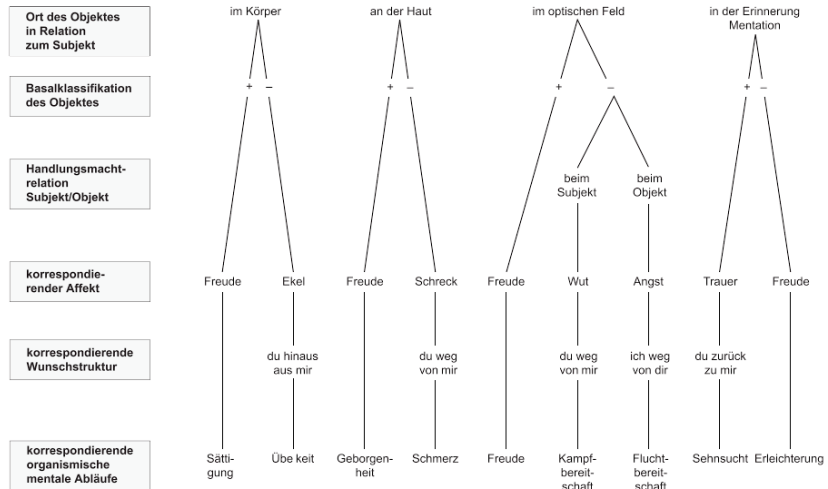 Ort des Objektes
in Relation
zum Subjekt
im Körper
an der Haut
im optischen Feld
in der Erinnerung
Mentation
Basalklassifikation
des Objektes
+ –
+ –
+ –
+ –
Handlungsmacht-
relation
Subjekt/Objekt
beim
Subjekt
beim
Objekt
korrespondie-
render Affekt
Freude Ekel Freude Schreck Freude Wut Angst Trauer Freude
korrespondierende
Wunschstruktur
du hinaus
aus mir
du weg
von mir
du weg
von mir
ich weg
von dir
du zurück
zu mir
korrespondierende
organismische
mentale Abläufe
Sätti-
gung
Übe keit
Geborgen-
heit
Schmerz
Freude
Kampf-
bereit-
schaft
Flucht-
bereit-
schaft
Sehnsucht
Erleichterung